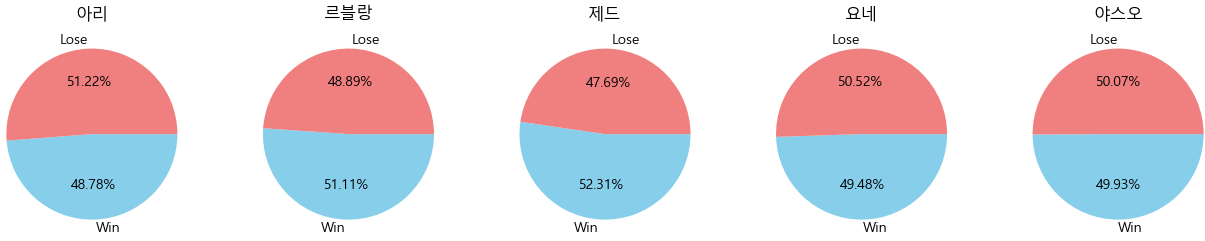 아리
Lose
51.22%
48.78%
Win
르블랑
Lose
48.89%
51.11%
Win
제드
Lose
47.69%
52.31%
Win
요네
Lose
50.52%
49.48%
Win
야스오
Lose
50.07%
49.93%
Win